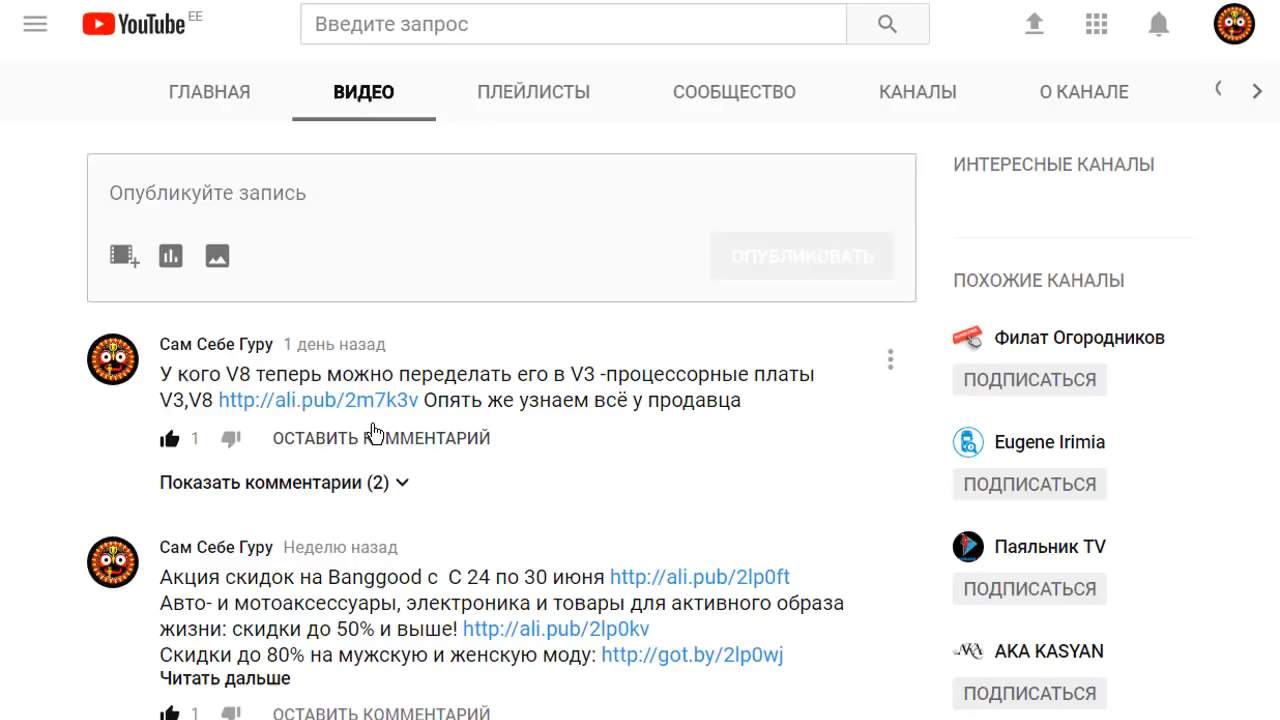 YouTube EE
Введите запрос
ГЛАВНАЯ ВИДЕО ПЛЕЙЛИСТЫ СООБЩЕСТВО КАНАЛЫ О КАНАЛЕ
Опубликуйте запись
ОПУБЛИКОВАТЬ
Сам Себе Гуру 1 день назад
У кого V8 теперь можно переделать его в V3 -процессорные платы
V3,V8 http://ali.pub/2m7k3v Опять же узнаем всё у продавца
1 ОСТАВИТЬ КОММЕНТАРИЙ
Показать комментарии (2)
Сам Себе Гуру Неделю назад
Акция скидок на Banggood с С 24 по 30 июня http://ali.pub/2lp0ft
Авто- и мотоаксессуары, электроника и товары для активного образа
жизни: скидки до 50% и выше! http://ali.pub/2lp0kv
Скидки до 80% на мужскую и женскую моду: http://got.by/2lp0wj
Читать дальше
1 ОСТАВИТЬ КОММЕНТАРИЙ
ИНТЕРЕСНЫЕ КАНАЛЫ
ПОХОЖИЕ КАНАЛЫ
Филат Огородников
ПОДПИСАТЬСЯ
Eugene Irimia
ПОДПИСАТЬСЯ
Паяльник TV
ПОДПИСАТЬСЯ
AKA KASYAN
ПОДПИСАТЬСЯ